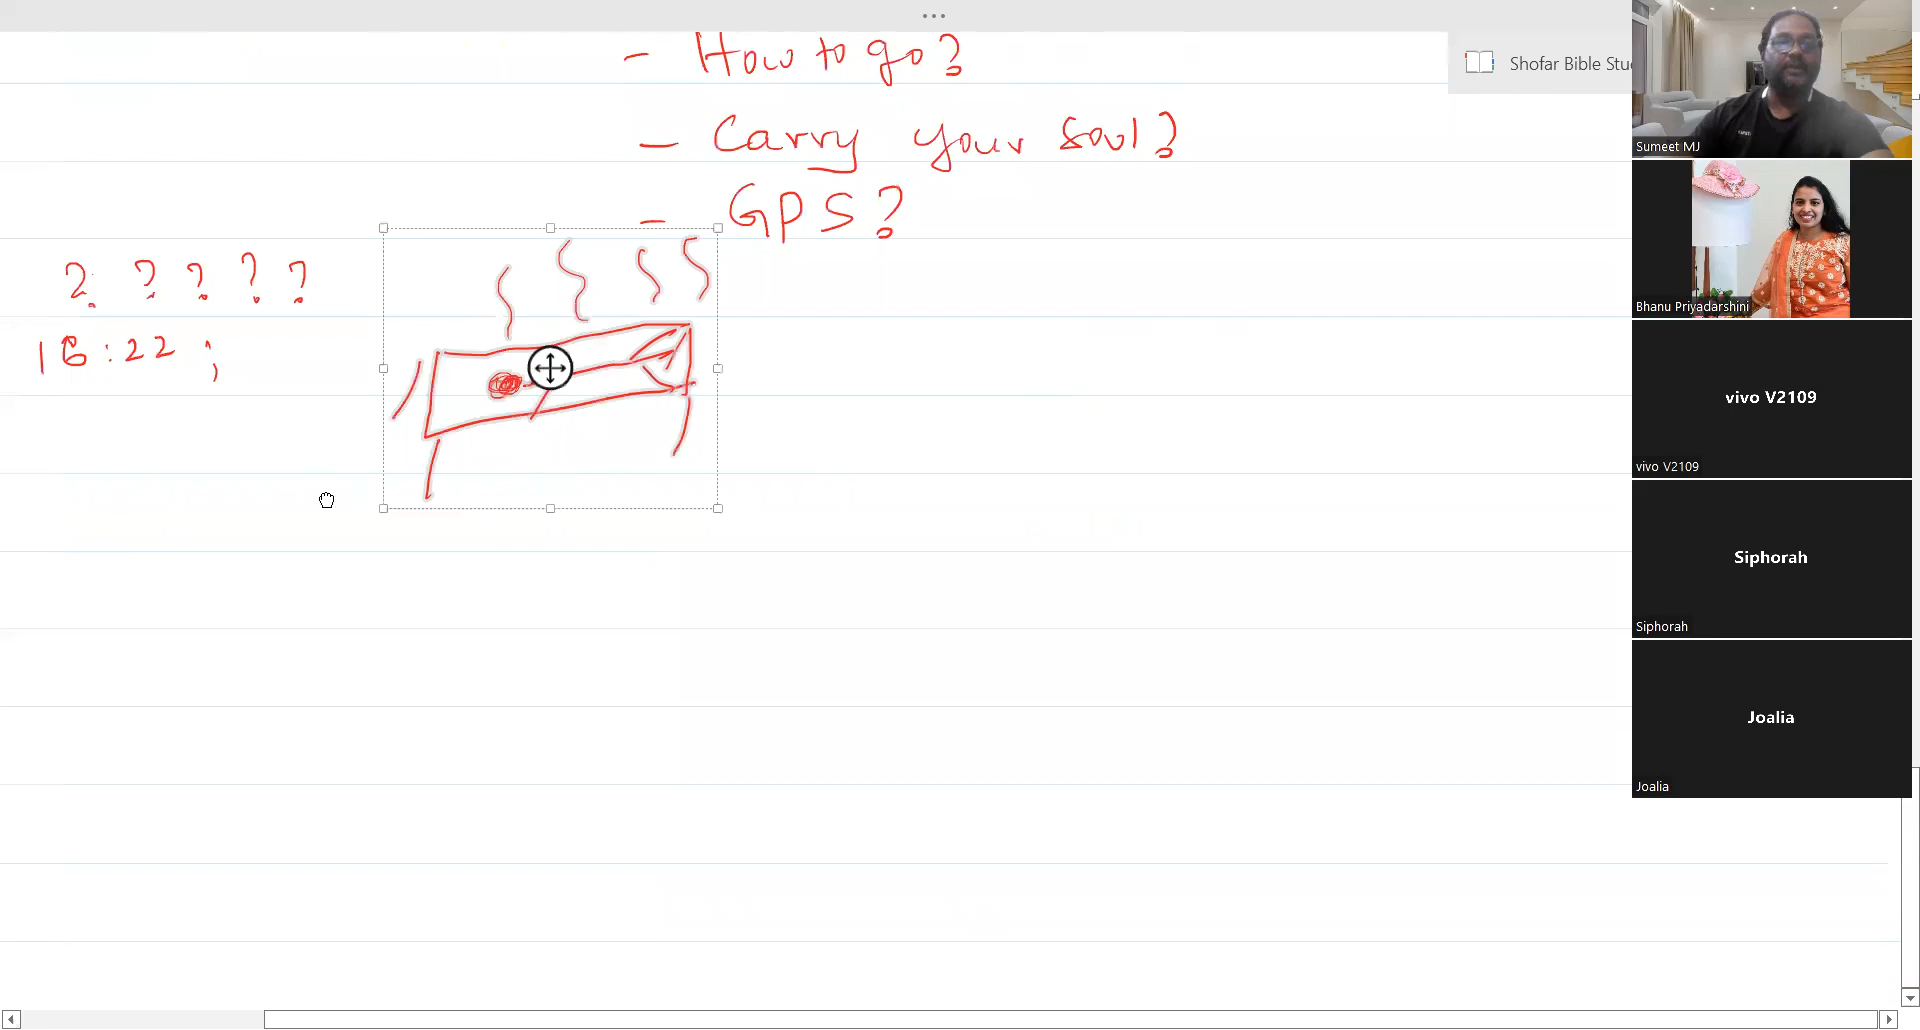 - How to go?
Shofar Bible Stu
- Carry your soul?
- GPS?
? ? ? ? ?
16:22 ;
Sumeet MJ
Bhanu Priyadarshini
vivo V2109
vivo V2109
Siphorah
Siphorah
Joalia
Joalia